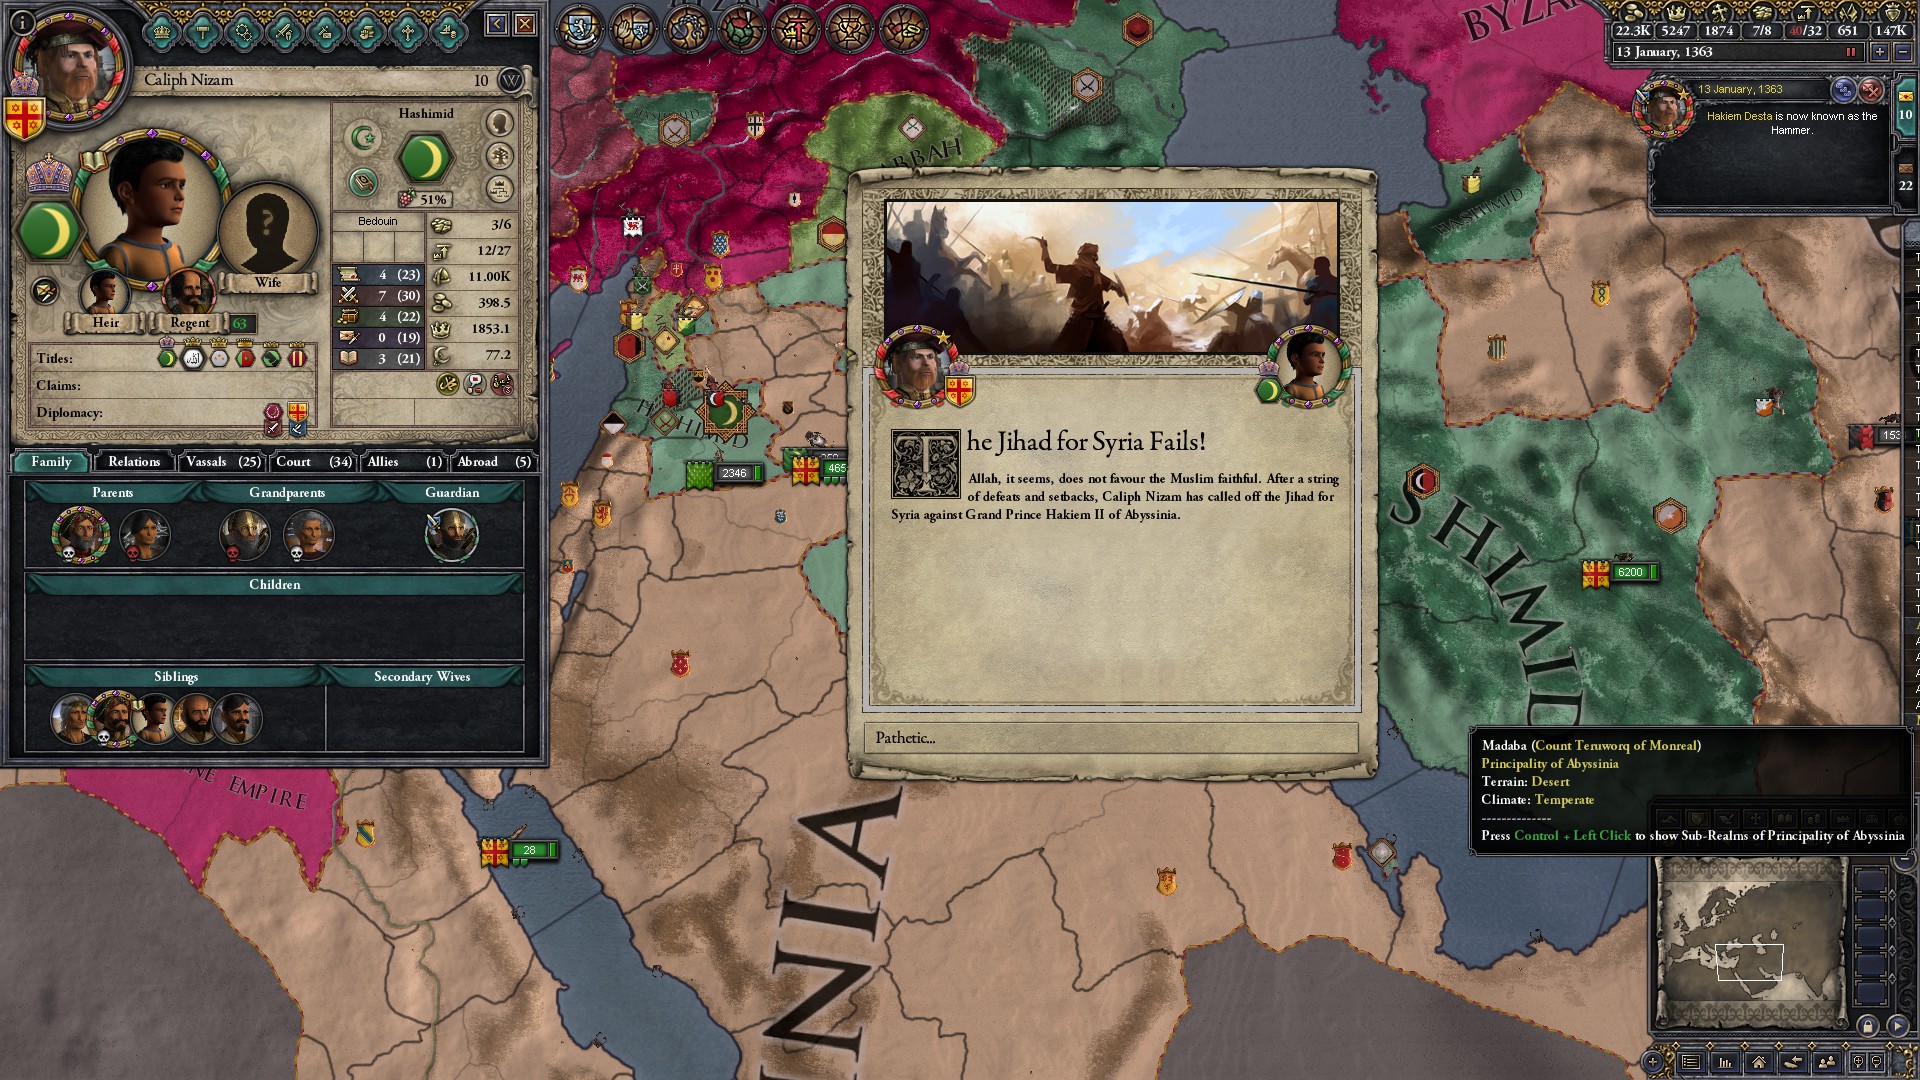 Caliph Nizam
10
Hashimid
51%
Bedouin
3/6
12/27
4 (23)
11.00K
7 (30)
398.5
4 (22)
1853.1
0 (19)
77.2
3 (21)
Wife
Heir
Regent
63
Titles:
Claims:
Diplomacy:
Family
Relations
Vassals (25)
Court (34)
Allies (1)
Abroad (5)
Parents
Grandparents
Guardian
Children
Siblings
Secondary Wives
22.3K
5247
1874
7/8
40/32
651
147K
13 January, 1363
13 January, 1363
Hakiem Desta is now known as the
Hammer.
10
22
The Jihad for Syria Fails!
Allah, it seems, does not favour the Muslim faithful. After a string
of defeats and setbacks, Caliph Nizam has called off the Jihad for
Syria against Grand Prince Hakiem II of Abyssinia.
Pathetic...
Madaba (Count Teruworq of Monreal)
Principality of Abyssinia
Terrain: Desert
Climate: Temperate
--------------
Press Control + Left Click to show Sub-Realms of Principality of Abyssinia
2346
465
6200
28
153
BYZA
ABBAH
HASHIMID
SHIMID
NE EMPIRE
NIA